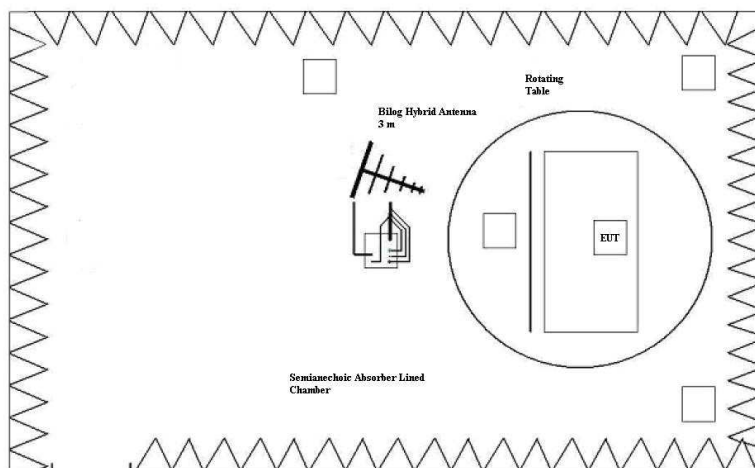 Rotating
Table
Bilog Hybrid Antenna
3 m
EUT
Semianechoic Absorber Lined
Chamber